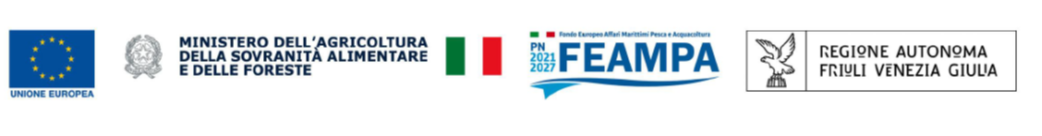 UNIONE EUROPEA
MINISTERO DELL'AGRICOLTURA
DELLA SOVRANITÀ ALIMENTARE
E DELLE FORESTE
Fondo Europeo Affari Marittimi Pesca e Acquacoltura
PN
2021
2027
FEAMPA
REGIONE AUTONOMA
FRIULI VENEZIA GIULIA